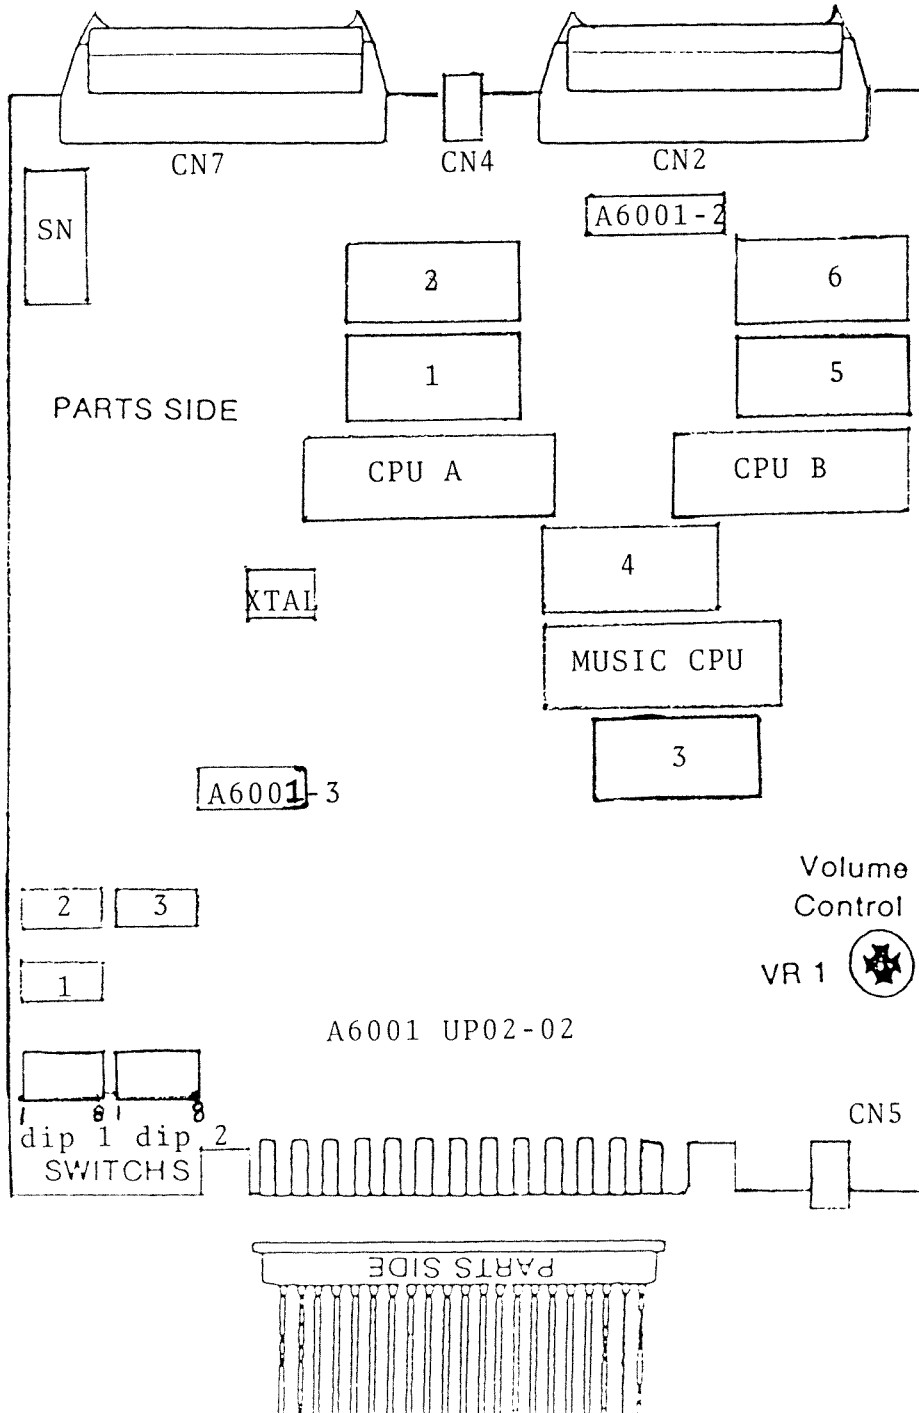 CN7
CN4
CN2
SN
A6001-2
6
1
5
PARTS SIDE
CPU A
CPU B
4
XTAL
MUSIC CPU
3
A6001-3
Volume
Control
2
3
VR 1
1
A6001 UP02-02
1 8 1 8
dip 1 dip 2
SWITCHS
CN5
PARTS SIDE